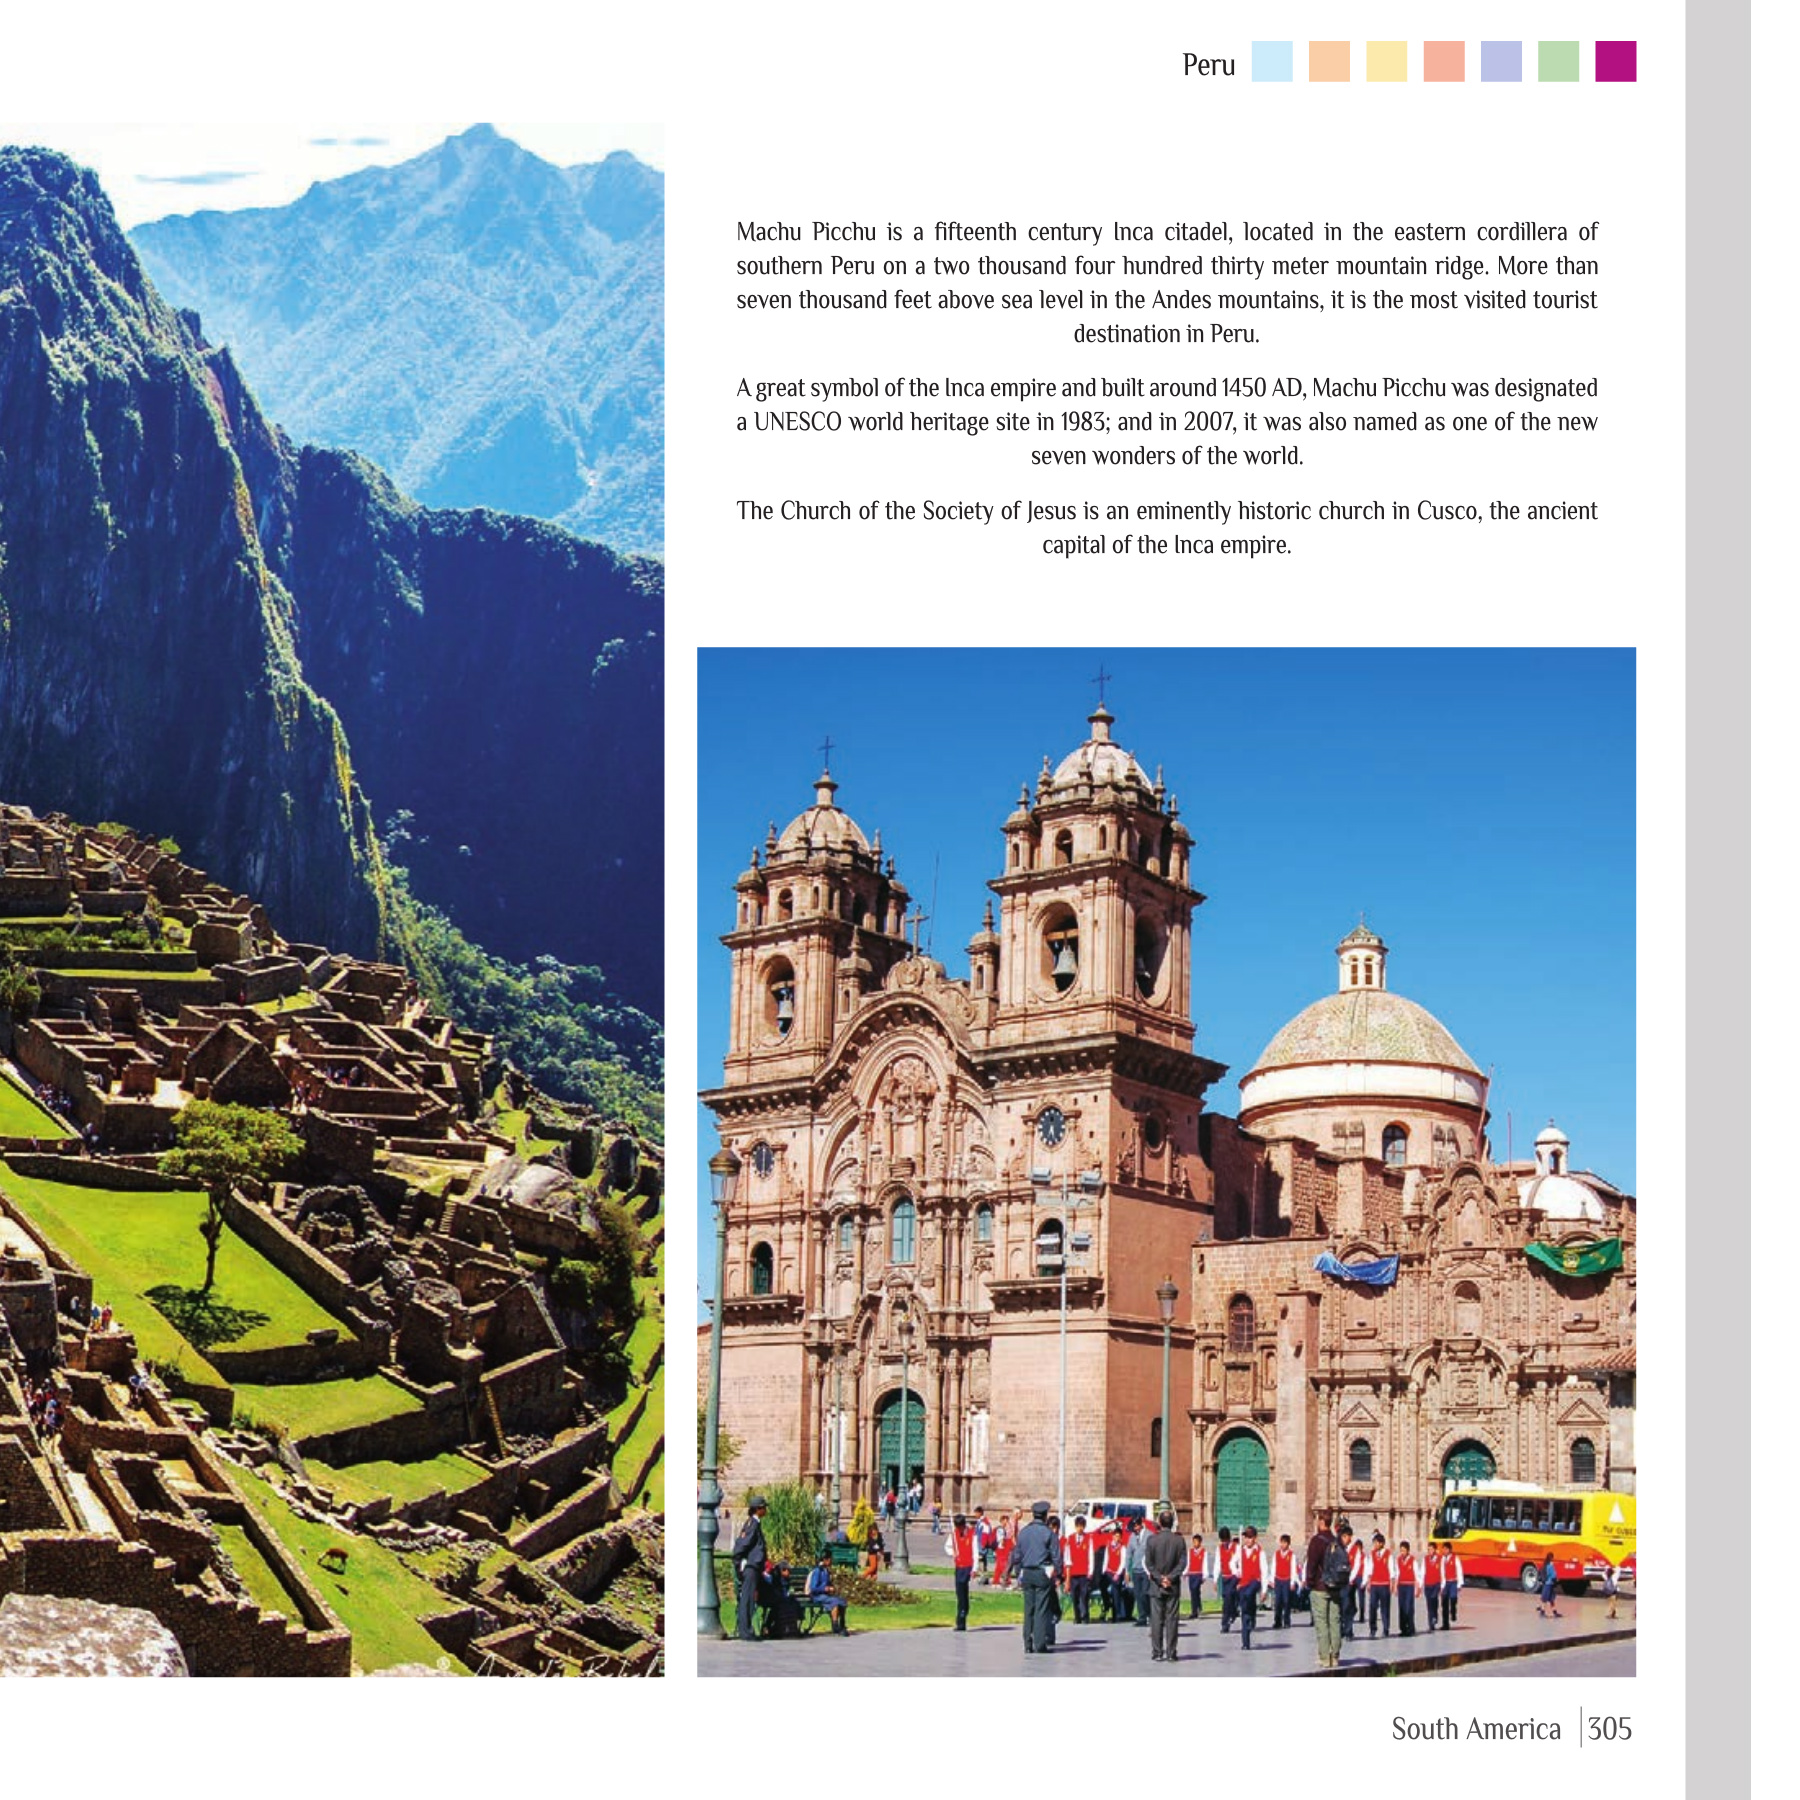 Peru
Machu Picchu is a fifteenth century Inca citadel, located in the eastern cordillera of
southern Peru on a two thousand four hundred thirty meter mountain ridge. More than
seven thousand feet above sea level in the Andes mountains, it is the most visited tourist
destination in Peru.
A great symbol of the Inca empire and built around 1450 AD, Machu Picchu was designated
a UNESCO world heritage site in 1983; and in 2007, it was also named as one of the new
seven wonders of the world.
The Church of the Society of Jesus is an eminently historic church in Cusco, the ancient
capital of the Inca empire.
South America | 305